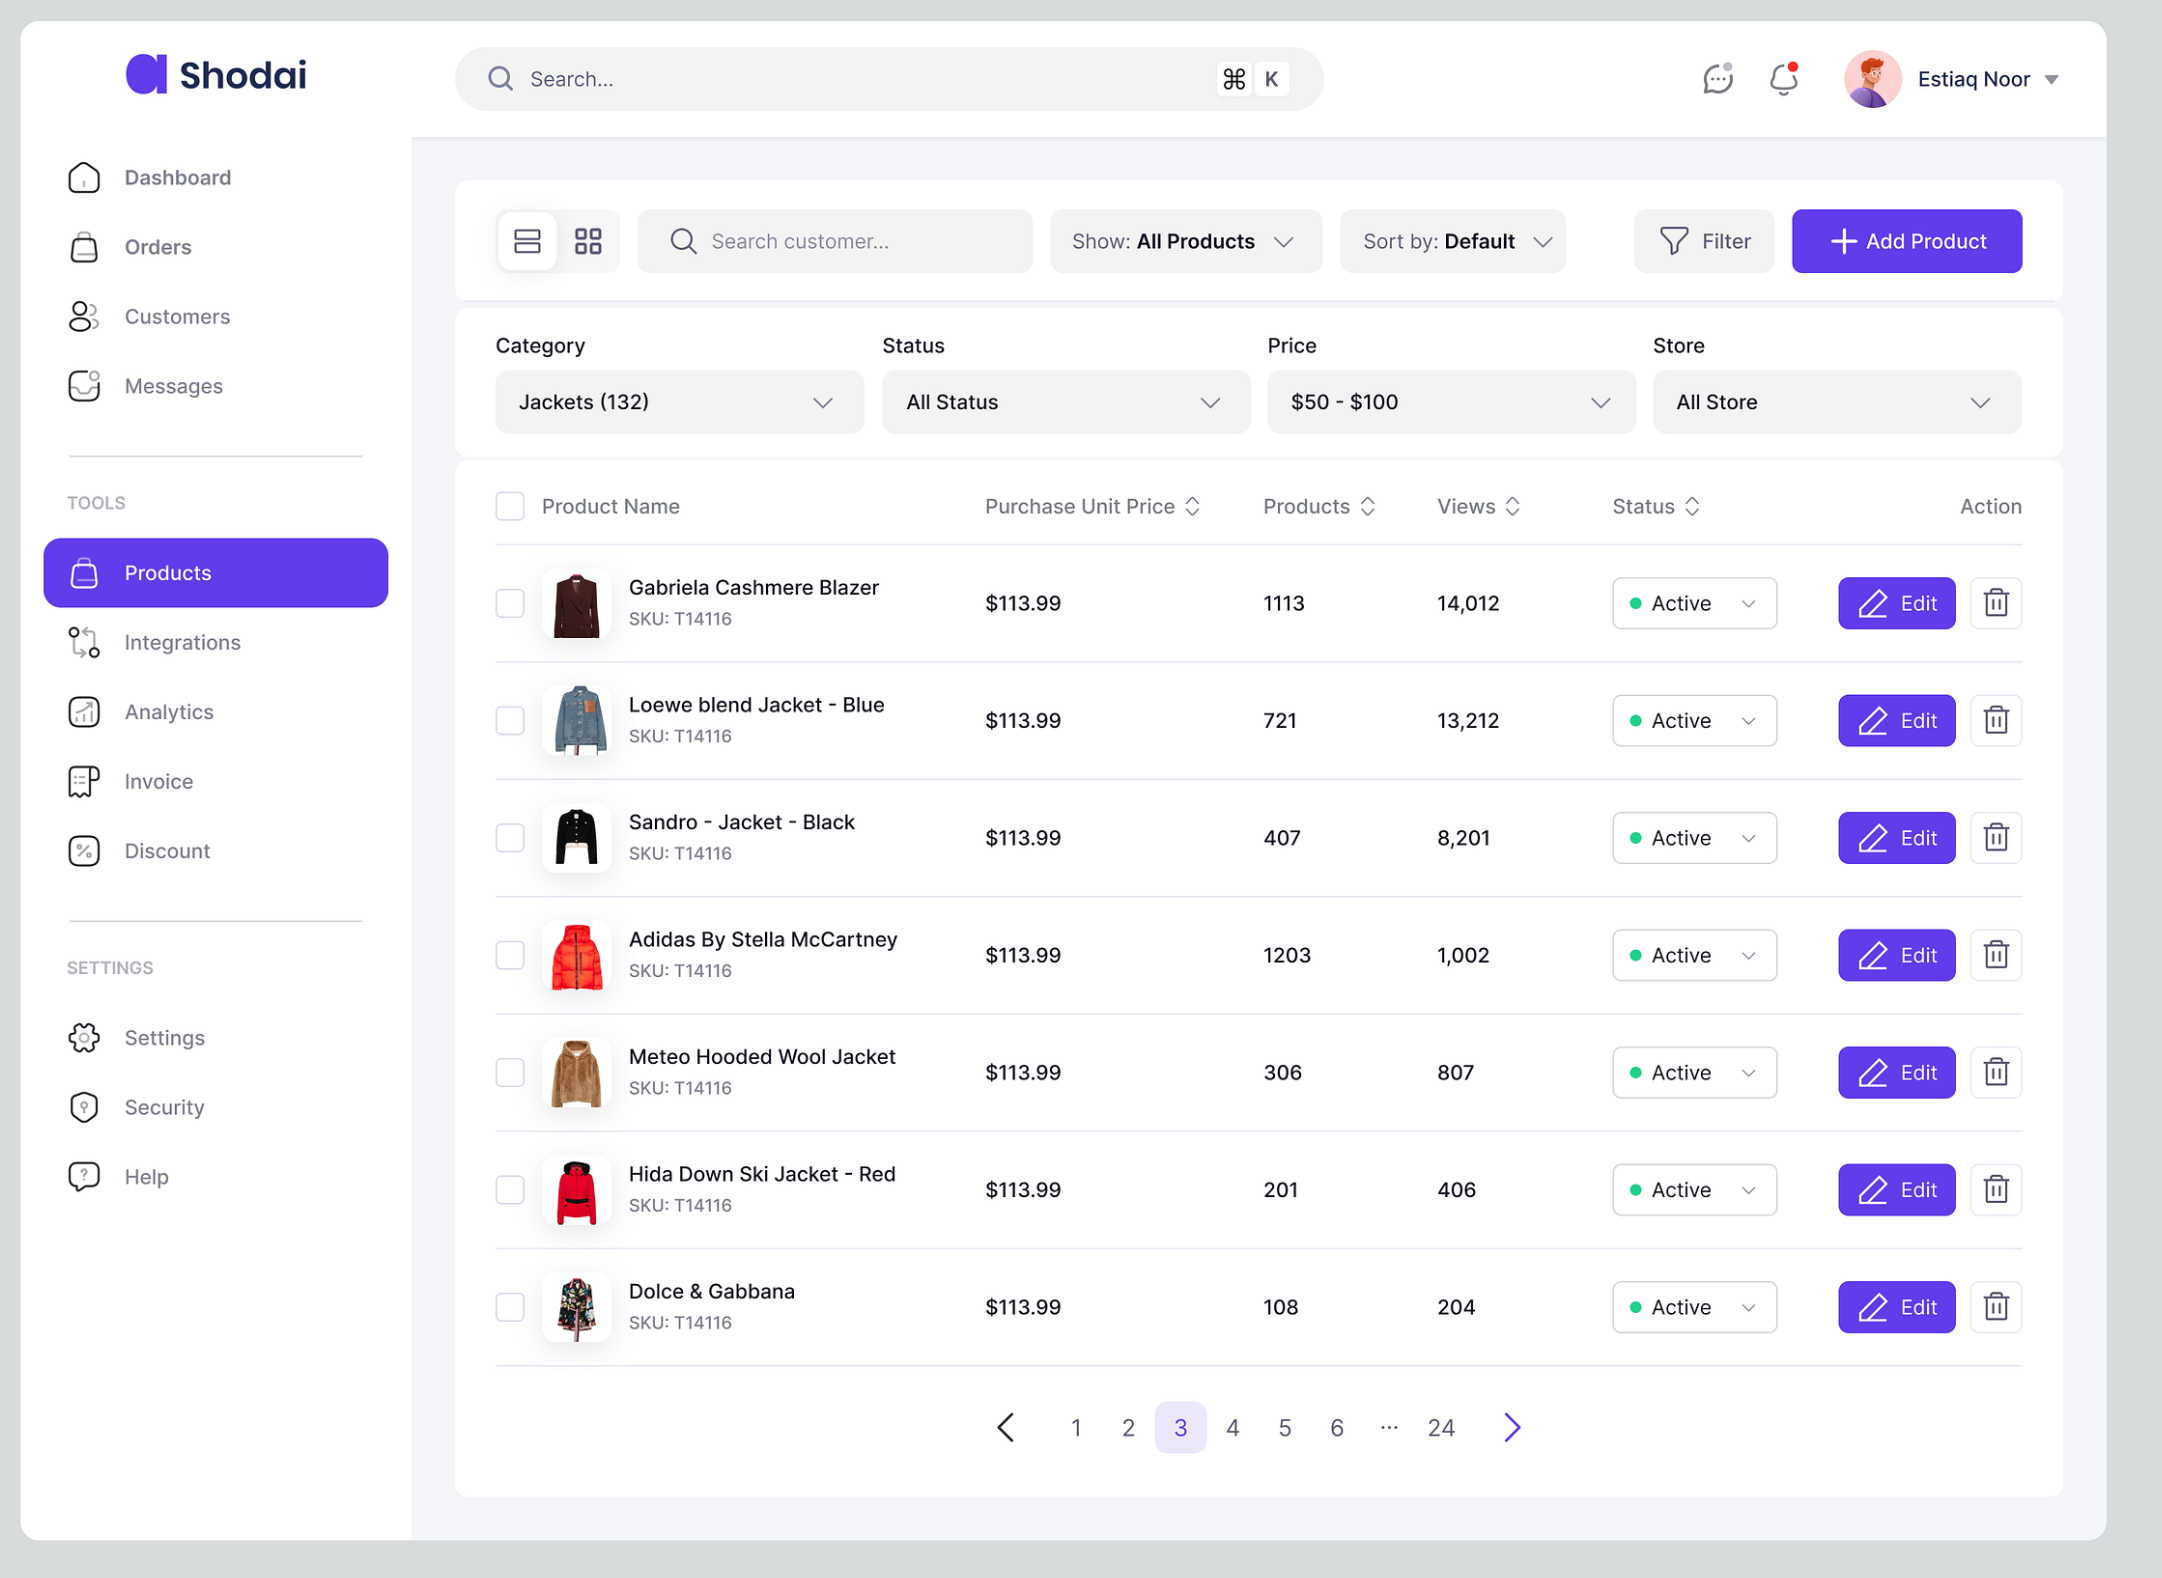 Shodai
Search...
⌘ K
Estiaq Noor
Dashboard
Orders
Customers
Messages
TOOLS
Products
Integrations
Analytics
Invoice
Discount
SETTINGS
Settings
Security
Help
Search customer...
Show: All Products
Sort by: Default
Filter
Add Product
Category
Status
Price
Store
Jackets (132)
All Status
$50 - $100
All Store
Product Name Purchase Unit Price Products Views Status Action
Gabriela Cashmere Blazer
SKU: T14116
$113.99 1113 14,012 Active Edit
Loewe blend Jacket - Blue
SKU: T14116
$113.99 721 13,212 Active Edit
Sandro - Jacket - Black
SKU: T14116
$113.99 407 8,201 Active Edit
Adidas By Stella McCartney
SKU: T14116
$113.99 1203 1,002 Active Edit
Meteo Hooded Wool Jacket
SKU: T14116
$113.99 306 807 Active Edit
Hida Down Ski Jacket - Red
SKU: T14116
$113.99 201 406 Active Edit
Dolce & Gabbana
SKU: T14116
$113.99 108 204 Active Edit
1 2 3 4 5 6 ... 24